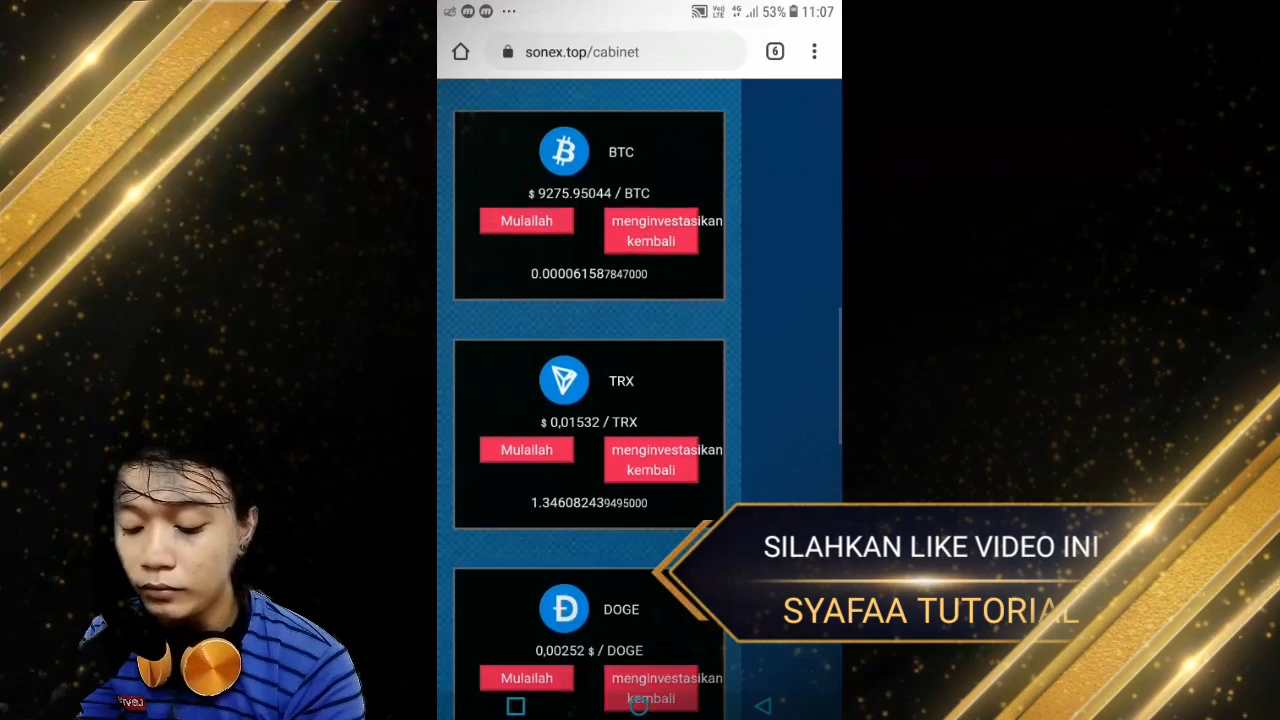 53% 11:07
sonex.top/cabinet
6
BTC
$ 9275.95044 / BTC
Mulailah
menginvestasikan
kembali
0.000061587847000
TRX
$ 0,01532 / TRX
Mulailah
menginvestasikan
kembali
1.346082439495000
DOGE
0,00252 $ / DOGE
Mulailah
menginvestasikan
kembali
SILAHKAN LIKE VIDEO INI
SYAFAA TUTORIAL